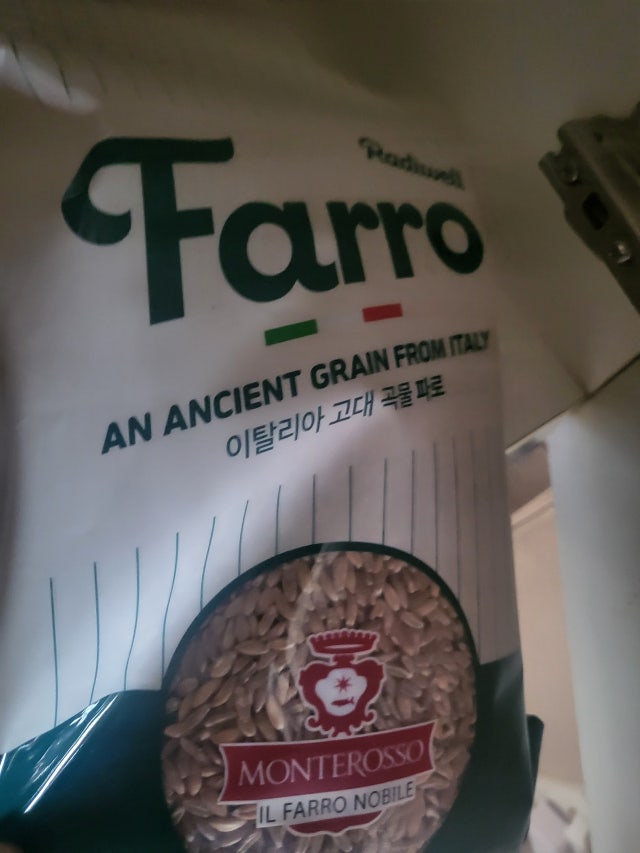 Radiwell
Farro
AN ANCIENT GRAIN FROM ITALY
이탈리아 고대 곡물 파로
MONTEROSSO
IL FARRO NOBILE